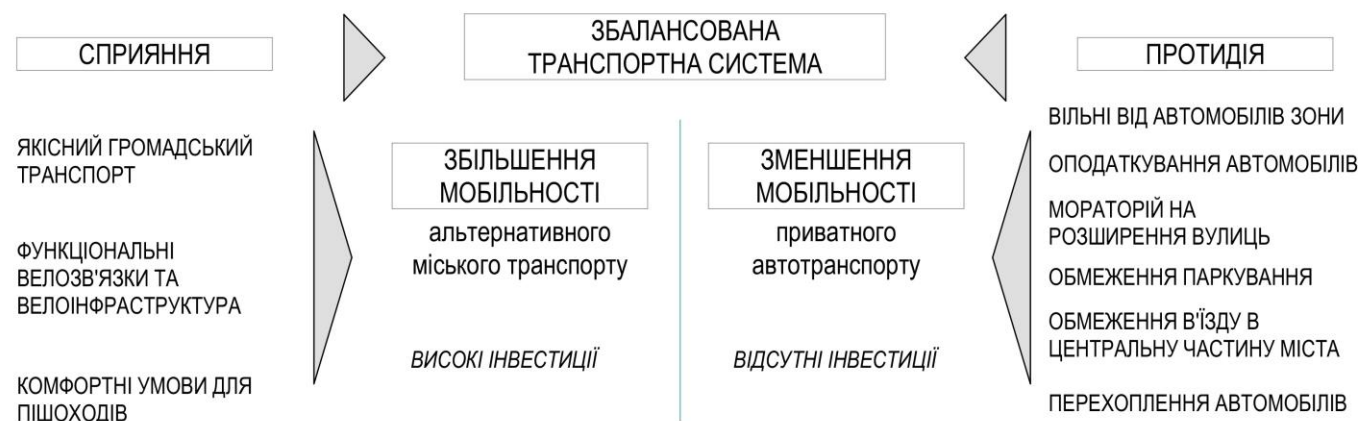 СПРИЯННЯ
ЗБАЛАНСОВАНА
ТРАНСПОРТНА СИСТЕМА
ПРОТИДІЯ
ЯКІСНИЙ ГРОМАДСЬКИЙ
ТРАНСПОРТ
ФУНКЦІОНАЛЬНІ
ВЕЛОЗВ'ЯЗКИ ТА
ВЕЛОІНФРАСТРУКТУРА
КОМФОРТНІ УМОВИ ДЛЯ
ПІШОХОДІВ
ЗБІЛЬШЕННЯ
МОБІЛЬНОСТІ
альтернативного
міського транспорту
ВИСОКІ ІНВЕСТИЦІЇ
ЗМЕНШЕННЯ
МОБІЛЬНОСТІ
приватного
автотранспорту
ВІДСУТНІ ІНВЕСТИЦІЇ
ВІЛЬНІ ВІД АВТОМОБІЛІВ ЗОНИ
ОПОДАТКУВАННЯ АВТОМОБІЛІВ
МОРАТОРІЙ НА
РОЗШИРЕННЯ ВУЛИЦЬ
ОБМЕЖЕННЯ ПАРКУВАННЯ
ОБМЕЖЕННЯ В'ЇЗДУ В
ЦЕНТРАЛЬНУ ЧАСТИНУ МІСТА
ПЕРЕХОПЛЕННЯ АВТОМОБІЛІВ